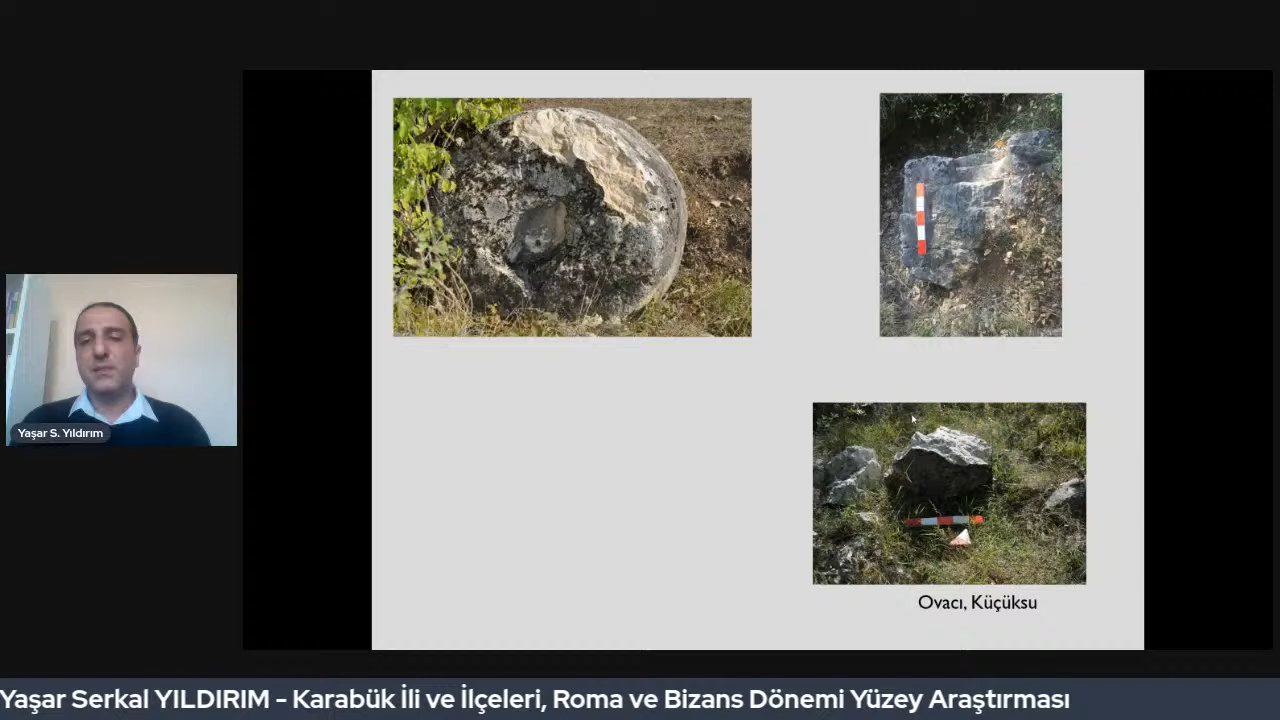 Yaşar S. Yıldırım
Ovacı, Küçüksu
Yaşar Serkal YILDIRIM - Karabük İli ve İlçeleri, Roma ve Bizans Dönemi Yüzey Araştırması